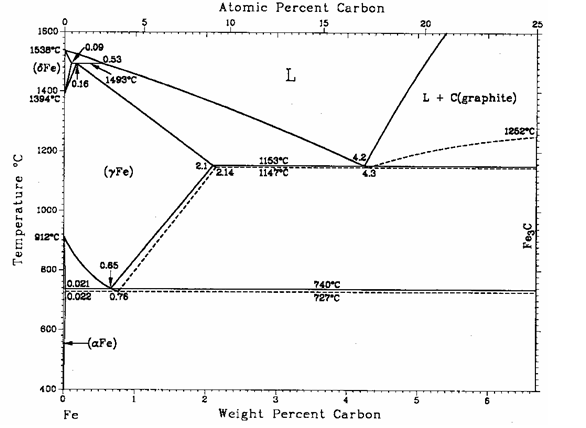 Atomic Percent Carbon
0 5 10 15 20 25
1500
1538°C
0.09
0.53
(δFe)
1493°C
0.16
1400
1394°C
L
L + C(graphite)
1252°C
1200
2.1
1153°C
4.2
2.14
1147°C
4.3
(γFe)
1000
912°C
0.65
800
0.021
740°C
0.022
0.76
727°C
600
(αFe)
400
Temperature °C
Fe₃C
0 1 2 3 4 5 6
Fe
Weight Percent Carbon